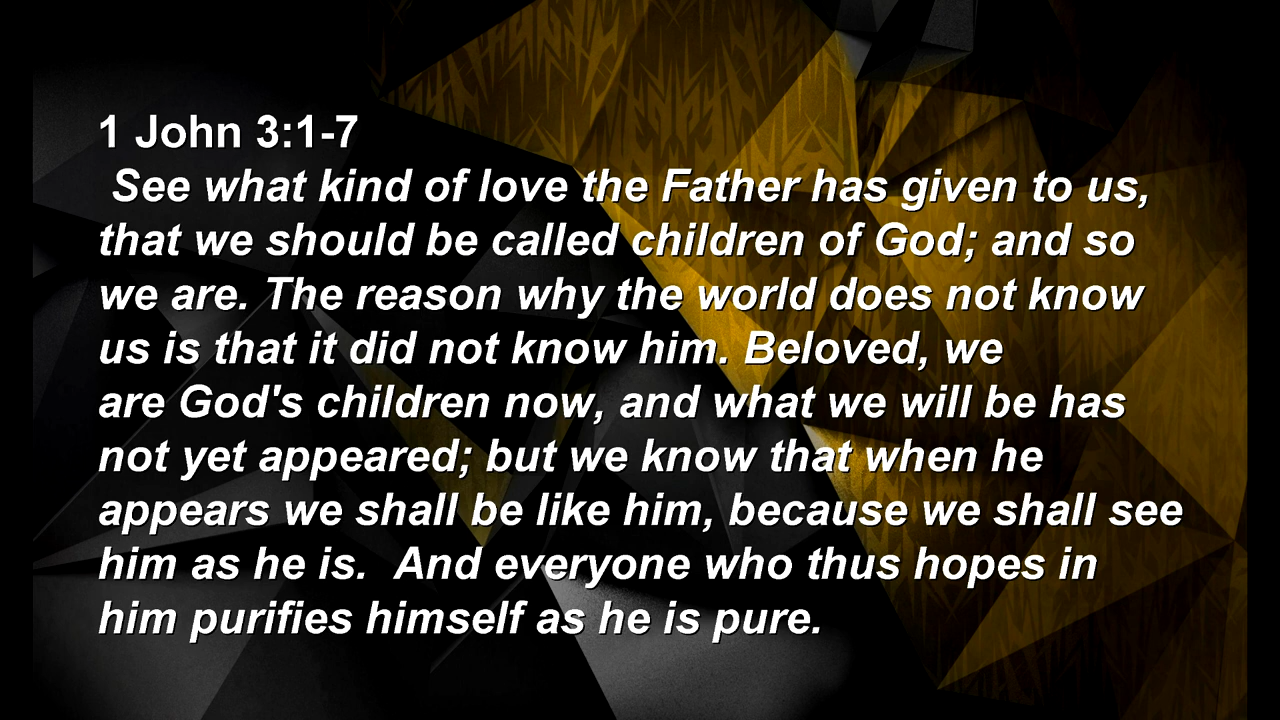 1 John 3:1-7
See what kind of love the Father has given to us,
that we should be called children of God; and so
we are. The reason why the world does not know
us is that it did not know him. Beloved, we
are God's children now, and what we will be has
not yet appeared; but we know that when he
appears we shall be like him, because we shall see
him as he is.  And everyone who thus hopes in
him purifies himself as he is pure.